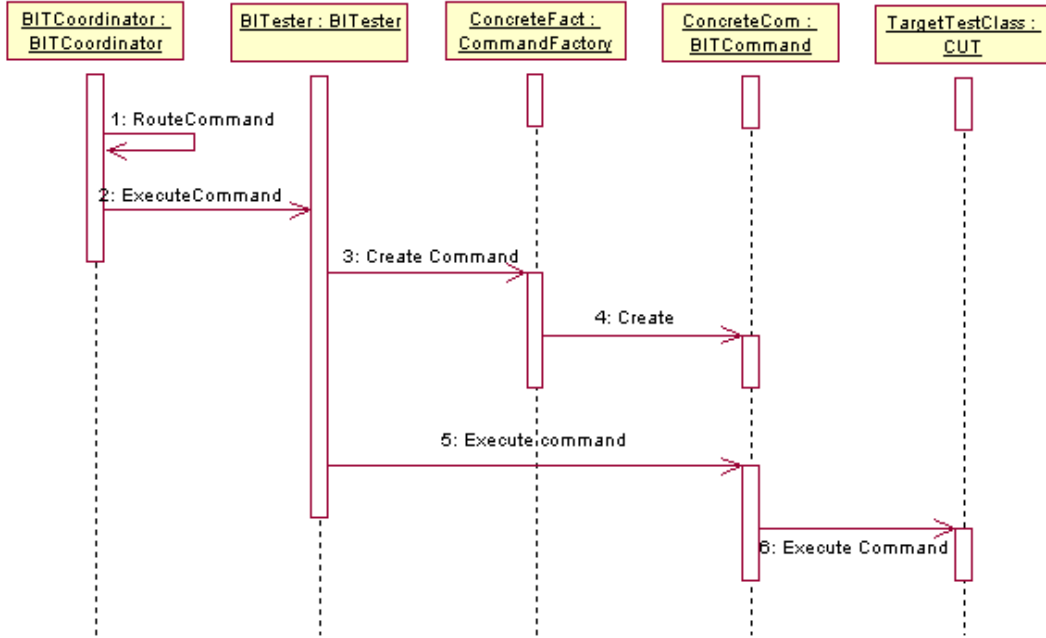 BITCoordinator :
BITCoordinator
BITester : BITester
ConcreteFact :
CommandFactory
ConcreteCom :
BITCommand
TargetTestClass :
CUT
1: RouteCommand
2: ExecuteCommand
3: Create Command
4: Create
5: Execute command
6: Execute Command